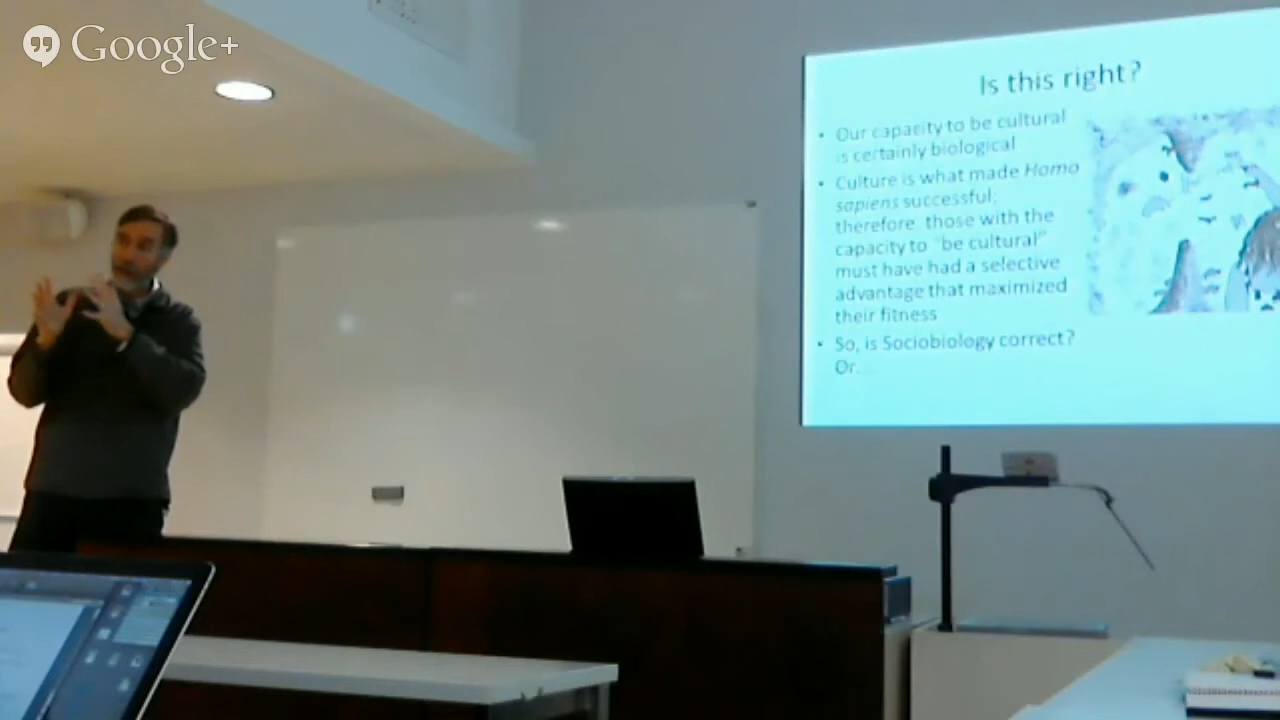 Google+
Is this right?
• Our capacity to be cultural
is certainly biological
• Culture is what made Homo
sapiens successful;
therefore those with the
capacity to "be cultural"
must have had a selective
advantage that maximized
their fitness
• So, is Sociobiology correct?
Or...